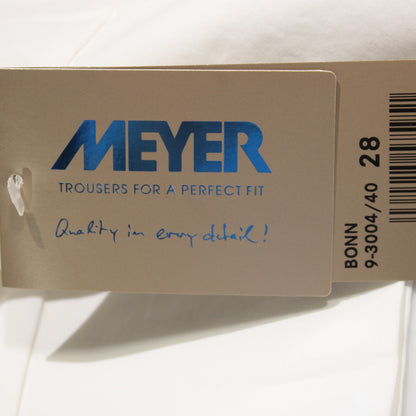 MEYER
TROUSERS FOR A PERFECT FIT
Quality in every detail!
BONN
9-3004/40
28